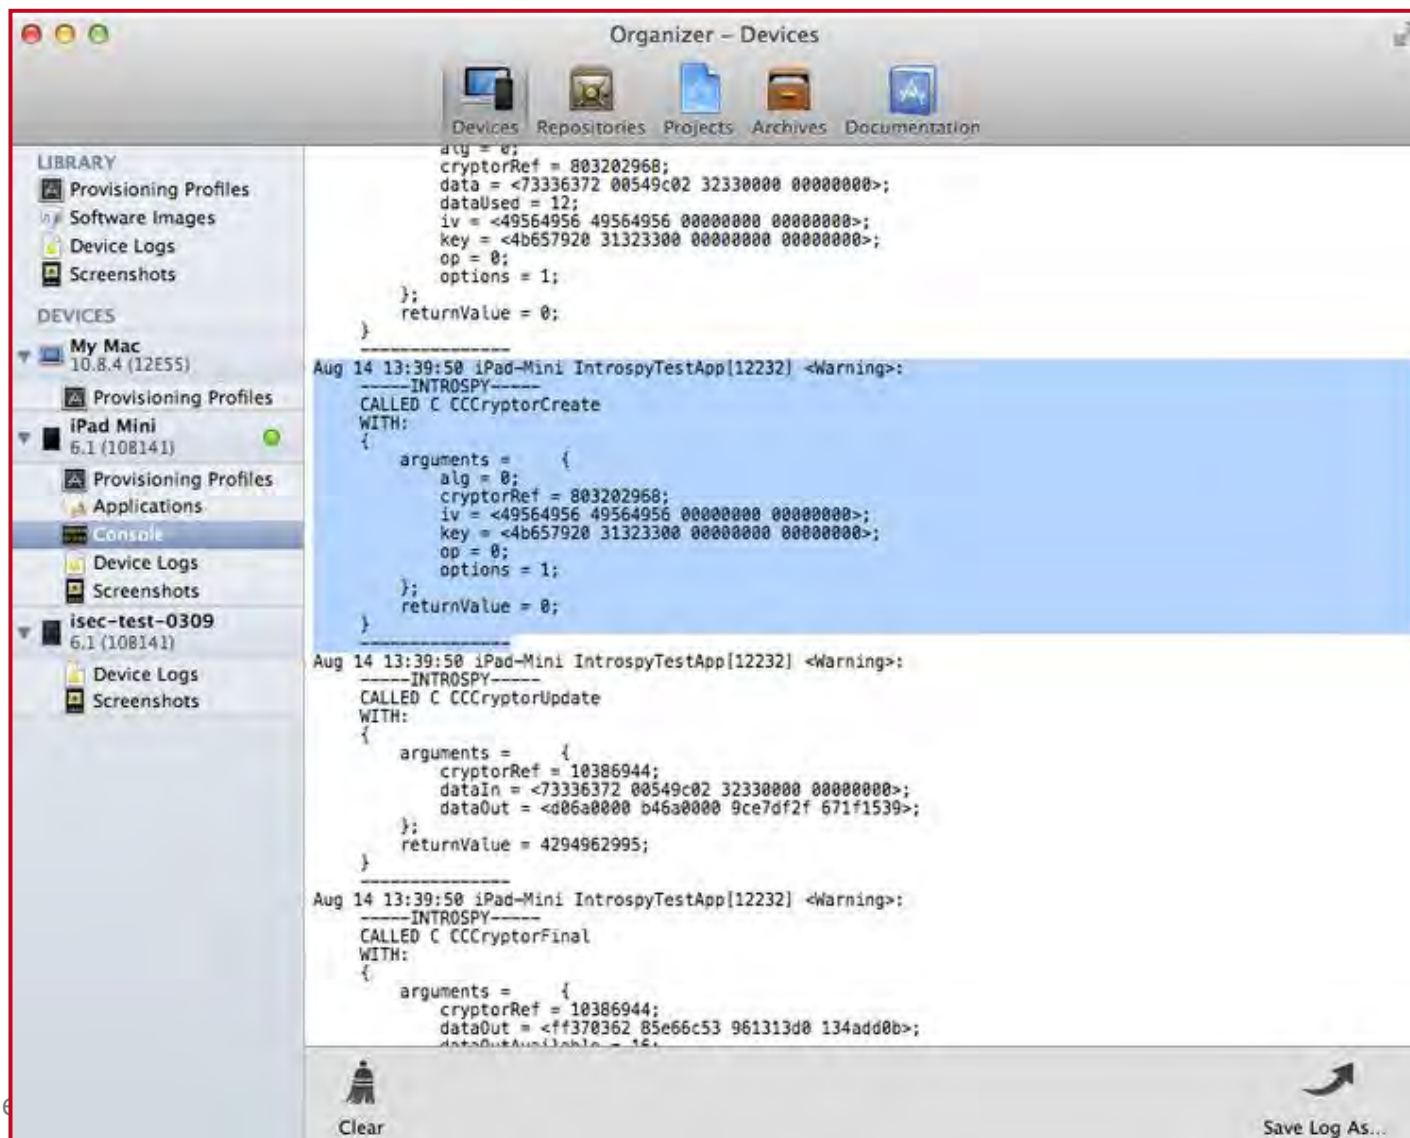 Organizer – Devices
Devices Repositories Projects Archives Documentation
LIBRARY
Provisioning Profiles
Software Images
Device Logs
Screenshots
DEVICES
My Mac
10.8.4 (12E55)
Provisioning Profiles
iPad Mini
6.1 (10B141)
Provisioning Profiles
Applications
Console
Device Logs
Screenshots
isec-test-0309
6.1 (10B141)
Device Logs
Screenshots
alg = 0;
cryptorRef = 803202968;
data = <73336372 00549c02 32330000 00000000>;
dataUsed = 12;
iv = <49564956 49564956 00000000 00000000>;
key = <4b657920 31323300 00000000 00000000>;
op = 0;
options = 1;
};
returnValue = 0;
}
---------------
Aug 14 13:39:50 iPad-Mini IntrospyTestApp[12232] <Warning>:
-----INTROSPY-----
CALLED C CCCryptorCreate
WITH:
{
arguments = {
alg = 0;
cryptorRef = 803202968;
iv = <49564956 49564956 00000000 00000000>;
key = <4b657920 31323300 00000000 00000000>;
op = 0;
options = 1;
};
returnValue = 0;
}
---------------
Aug 14 13:39:50 iPad-Mini IntrospyTestApp[12232] <Warning>:
-----INTROSPY-----
CALLED C CCCryptorUpdate
WITH:
{
arguments = {
cryptorRef = 10386944;
dataIn = <73336372 00549c02 32330000 00000000>;
dataOut = <d06a0000 b46a0000 9ce7df2f 671f1539>;
};
returnValue = 4294962995;
}
---------------
Aug 14 13:39:50 iPad-Mini IntrospyTestApp[12232] <Warning>:
-----INTROSPY-----
CALLED C CCCryptorFinal
WITH:
{
arguments = {
cryptorRef = 10386944;
dataOut = <ff370362 85e66c53 961313d0 134add0b>;
dataOutAvailable = 16;
Clear
Save Log As...